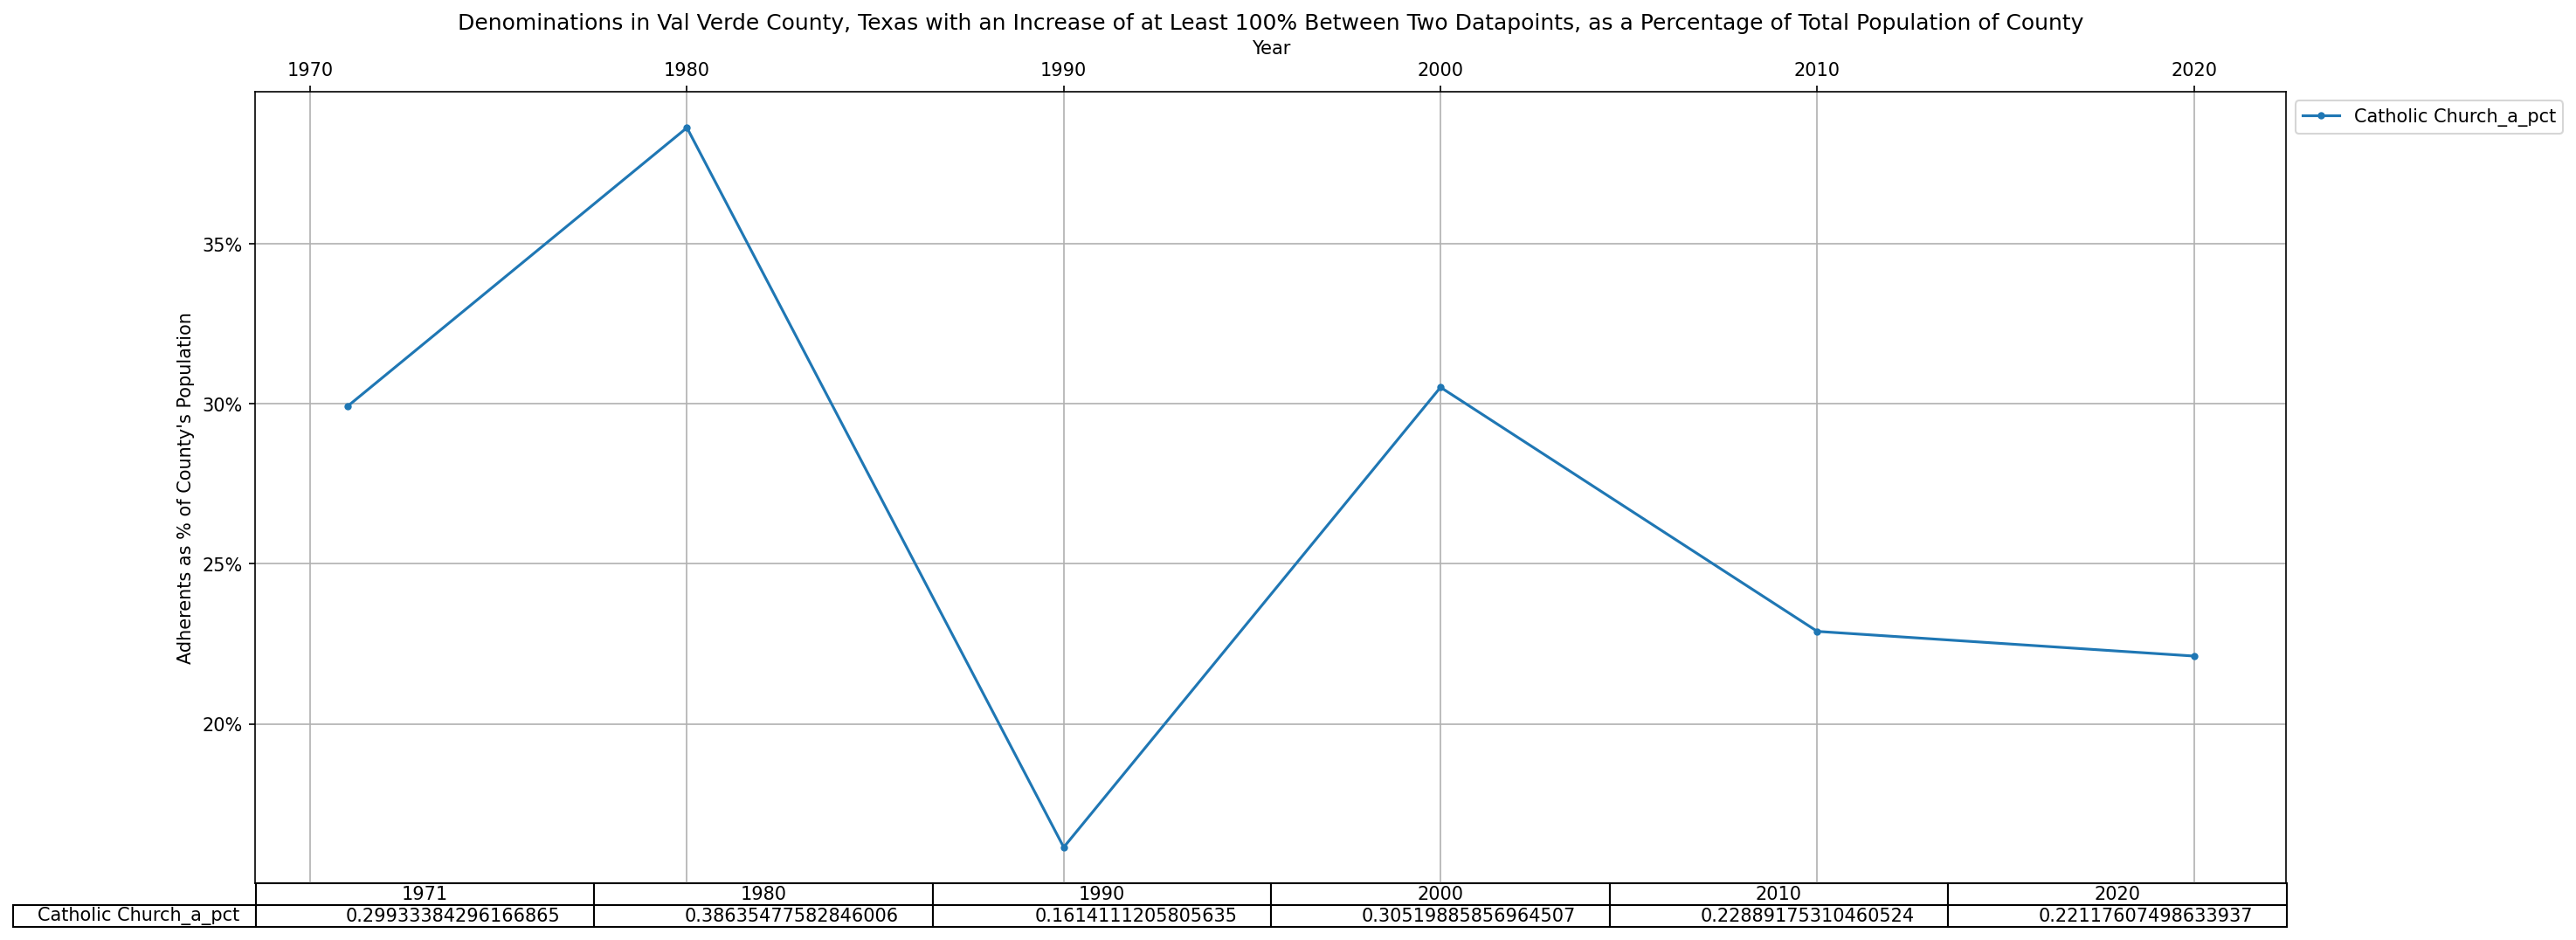 Denominations in Val Verde County, Texas with an Increase of at Least 100% Between Two Datapoints, as a Percentage of Total Population of County
Year
1970 1980 1990 2000 2010 2020
Catholic Church_a_pct
Adherents as % of County's Population
35%
30%
25%
20%
1971 1980 1990 2000 2010 2020
Catholic Church_a_pct 0.29933384296166865 0.38635477582846006 0.1614111205805635 0.30519885856964507 0.22889175310460524 0.22117607498633937